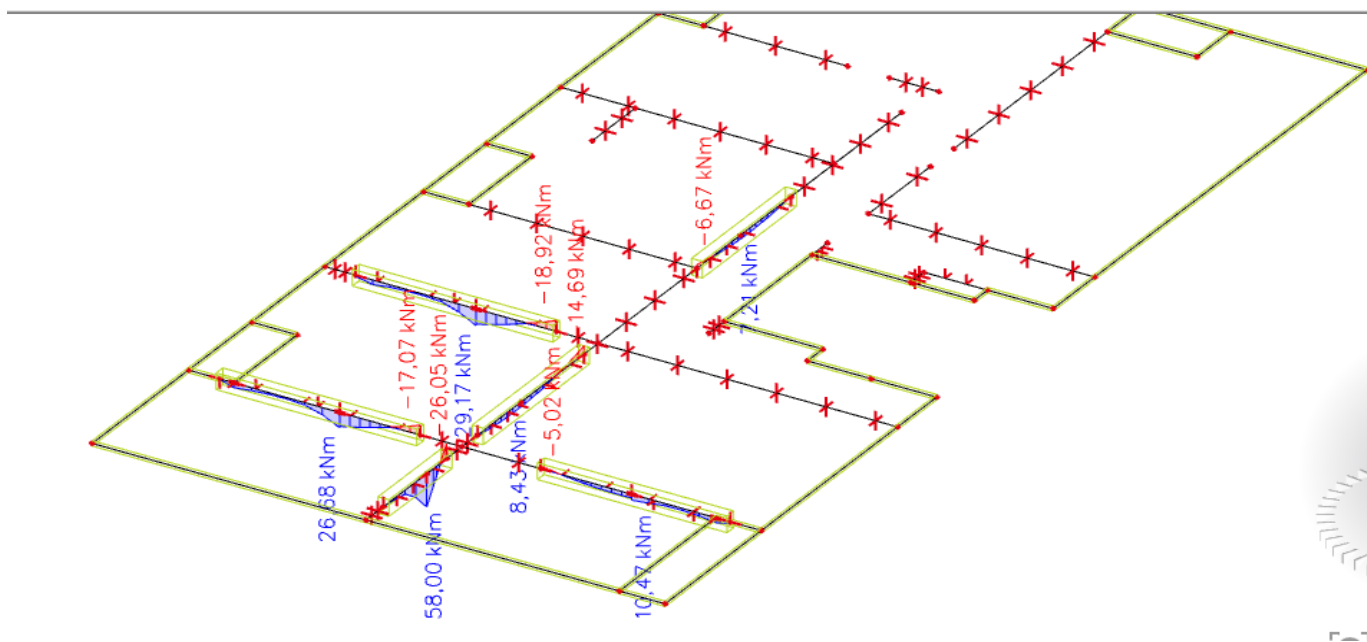 -6,67 kNm
-18,92 kNm
14,69 kNm
,21 kNm
-17,07 kNm
-26,05 kNm
29,17 kNm
-5,02 kNm
8,43 kNm
26,68 kNm
58,00 kNm
10,47 kNm